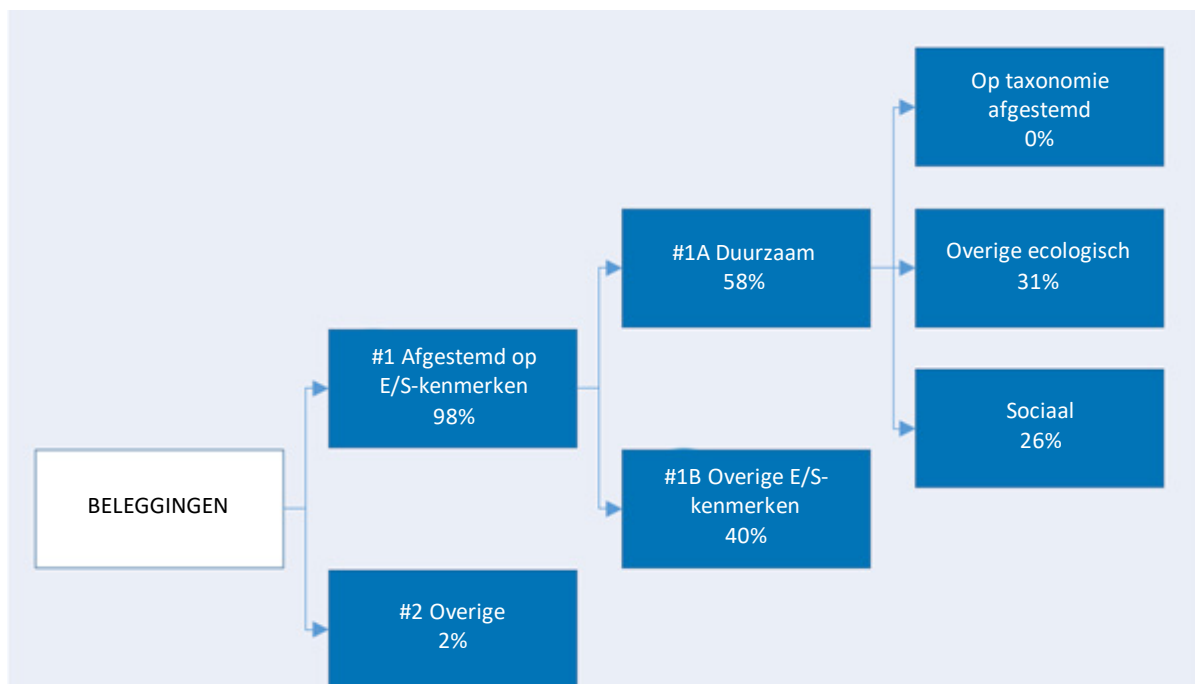 BELEGGINGEN
#1 Afgestemd op
E/S-kenmerken
98%
#2 Overige
2%
#1A Duurzaam
58%
#1B Overige E/S-
kenmerken
40%
Op taxonomie
afgestemd
0%
Overige ecologisch
31%
Sociaal
26%